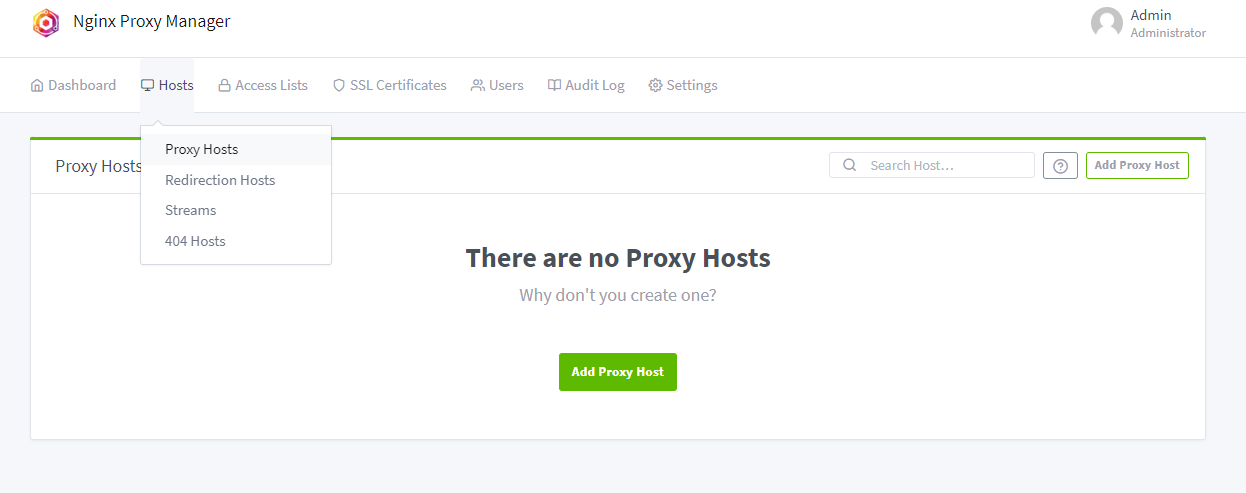 Nginx Proxy Manager
Admin
Administrator
Dashboard
Hosts
Access Lists
SSL Certificates
Users
Audit Log
Settings
Proxy Hosts
Redirection Hosts
Streams
404 Hosts
Proxy Hosts
Search Host...
Add Proxy Host
There are no Proxy Hosts
Why don't you create one?
Add Proxy Host